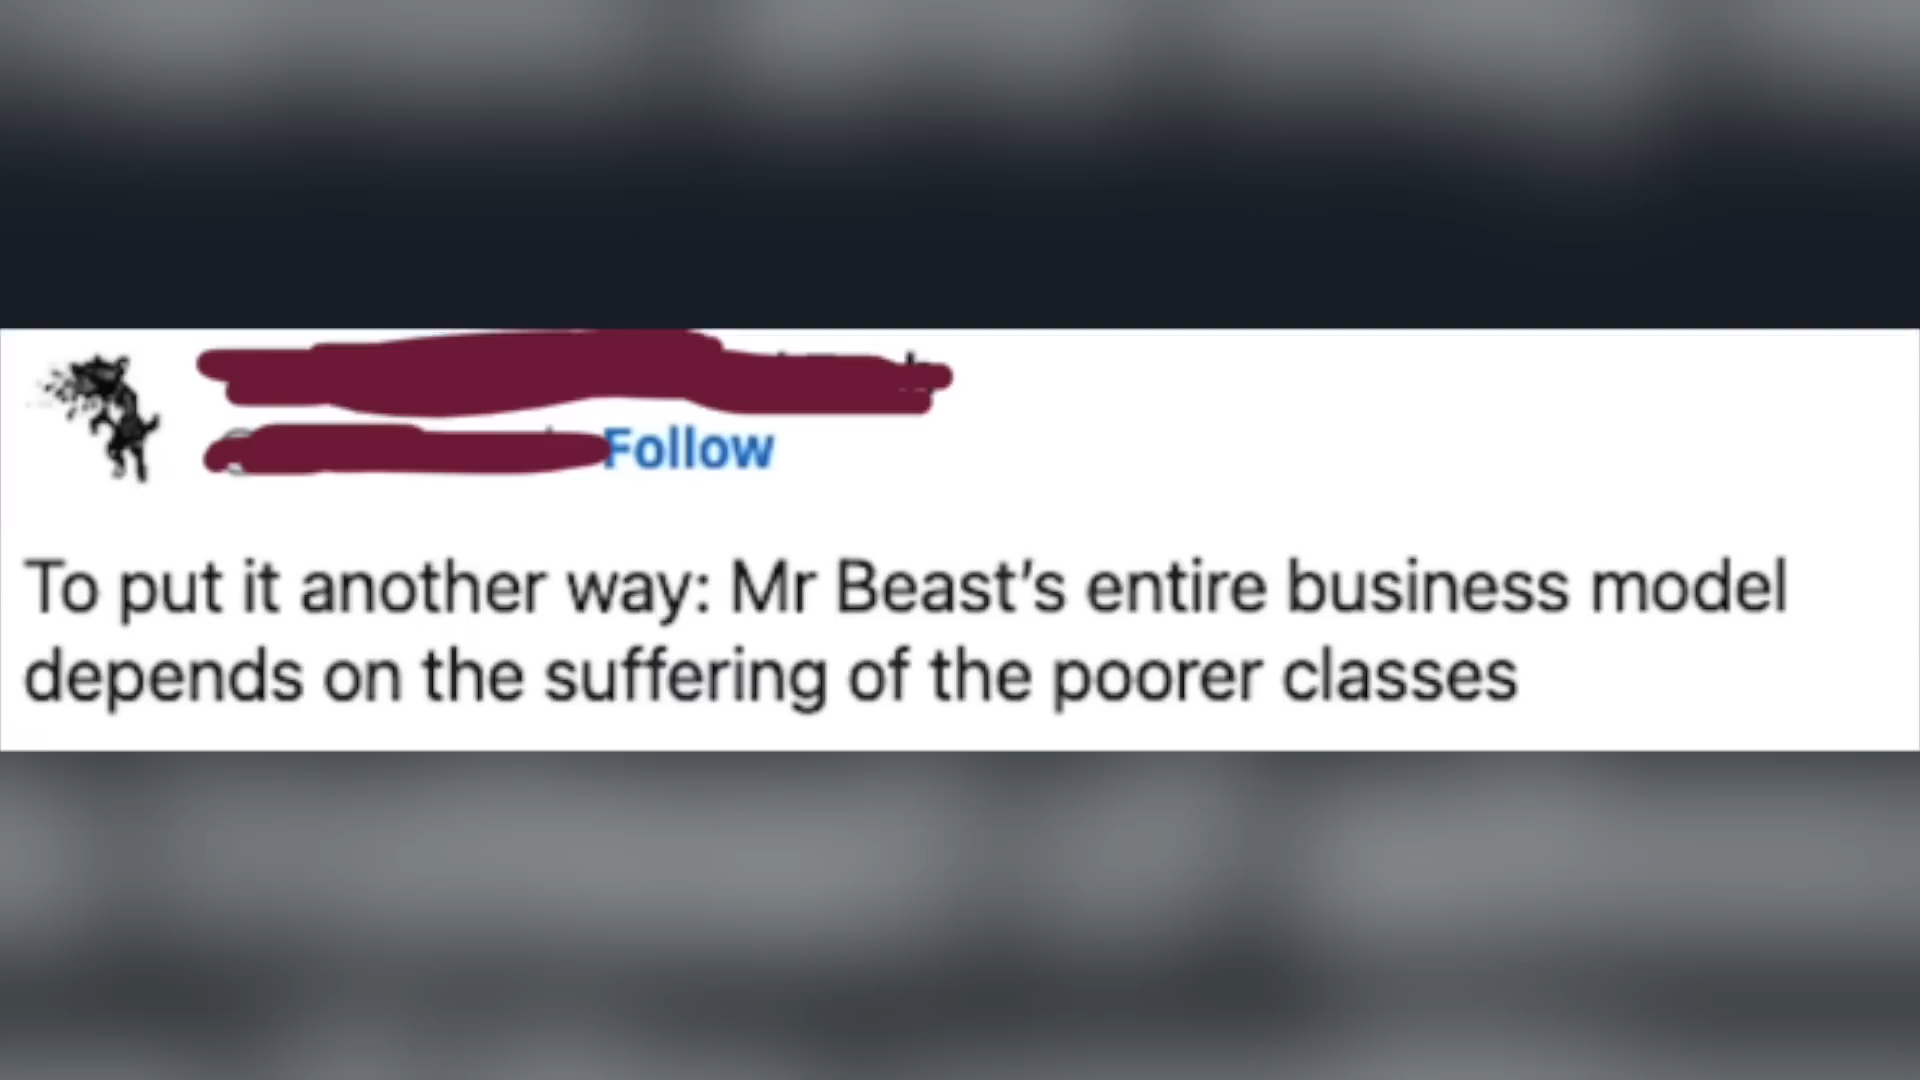 Follow
To put it another way: Mr Beast's entire business model
depends on the suffering of the poorer classes